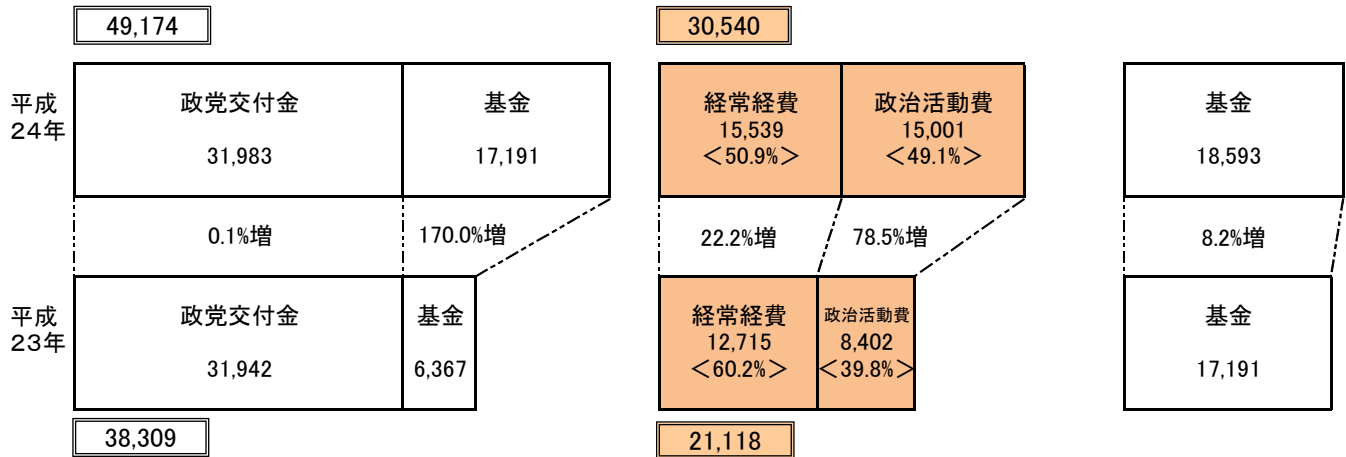 49,174
30,540
平成
24年
政党交付金
31,983
基金
17,191
経常経費
15,539
＜50.9%＞
政治活動費
15,001
＜49.1%＞
基金
18,593
0.1%増
170.0%増
22.2%増
78.5%増
8.2%増
平成
23年
政党交付金
31,942
基金
6,367
経常経費
12,715
＜60.2%＞
政治活動費
8,402
＜39.8%＞
基金
17,191
38,309
21,118